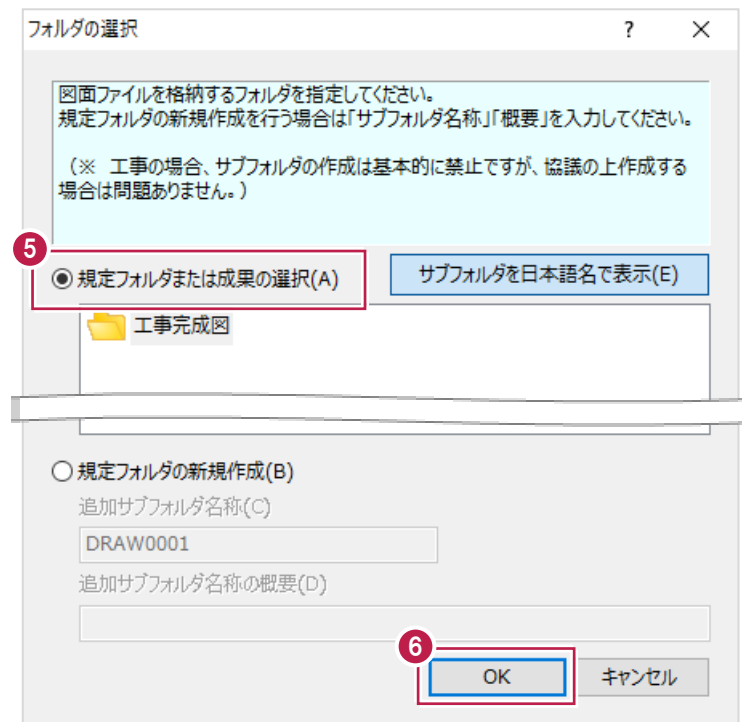 フォルダの選択 ? ×
図面ファイルを格納するフォルダを指定してください。
規定フォルダの新規作成を行う場合は「サブフォルダ名称」「概要」を入力してください。
(※ 工事の場合、サブフォルダの作成は基本的に禁止ですが、協議の上作成する
場合は問題ありません。)
5
規定フォルダまたは成果の選択(A) サブフォルダを日本語名で表示(E)
工事完成図
規定フォルダの新規作成(B)
追加サブフォルダ名称(C)
DRAW0001
追加サブフォルダ名称の概要(D)
6
OK キャンセル